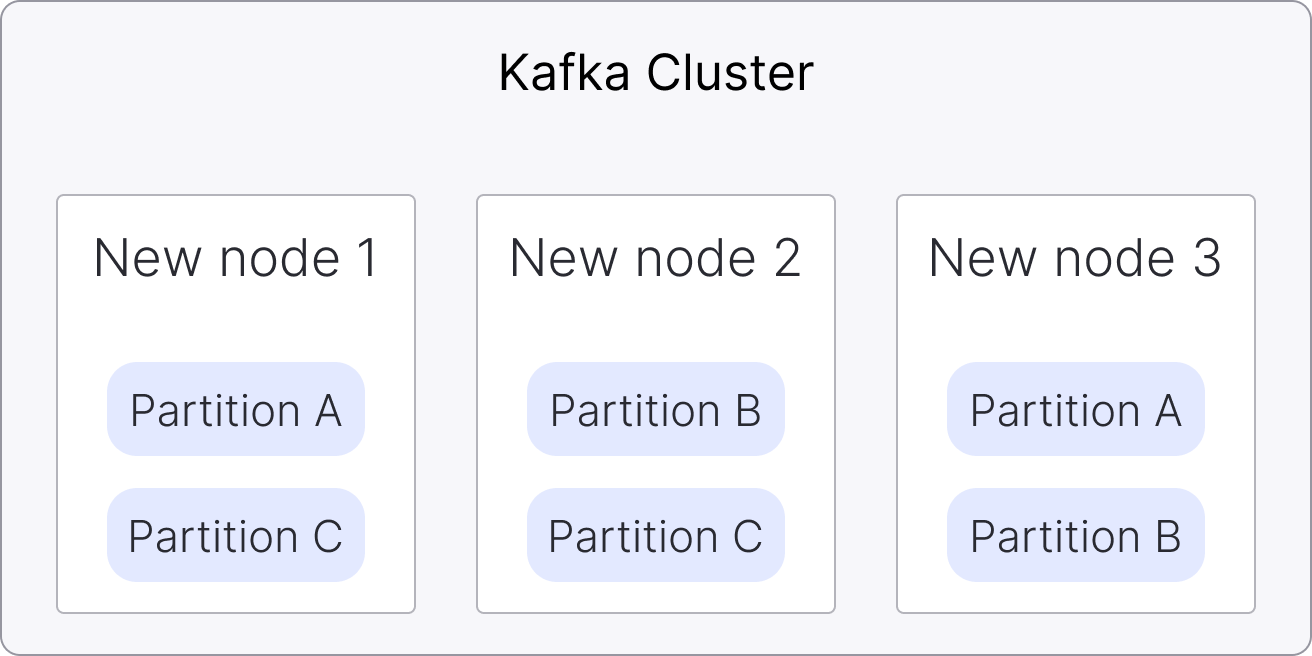 Kafka Cluster
New node 1
Partition A
Partition C
New node 2
Partition B
Partition C
New node 3
Partition A
Partition B